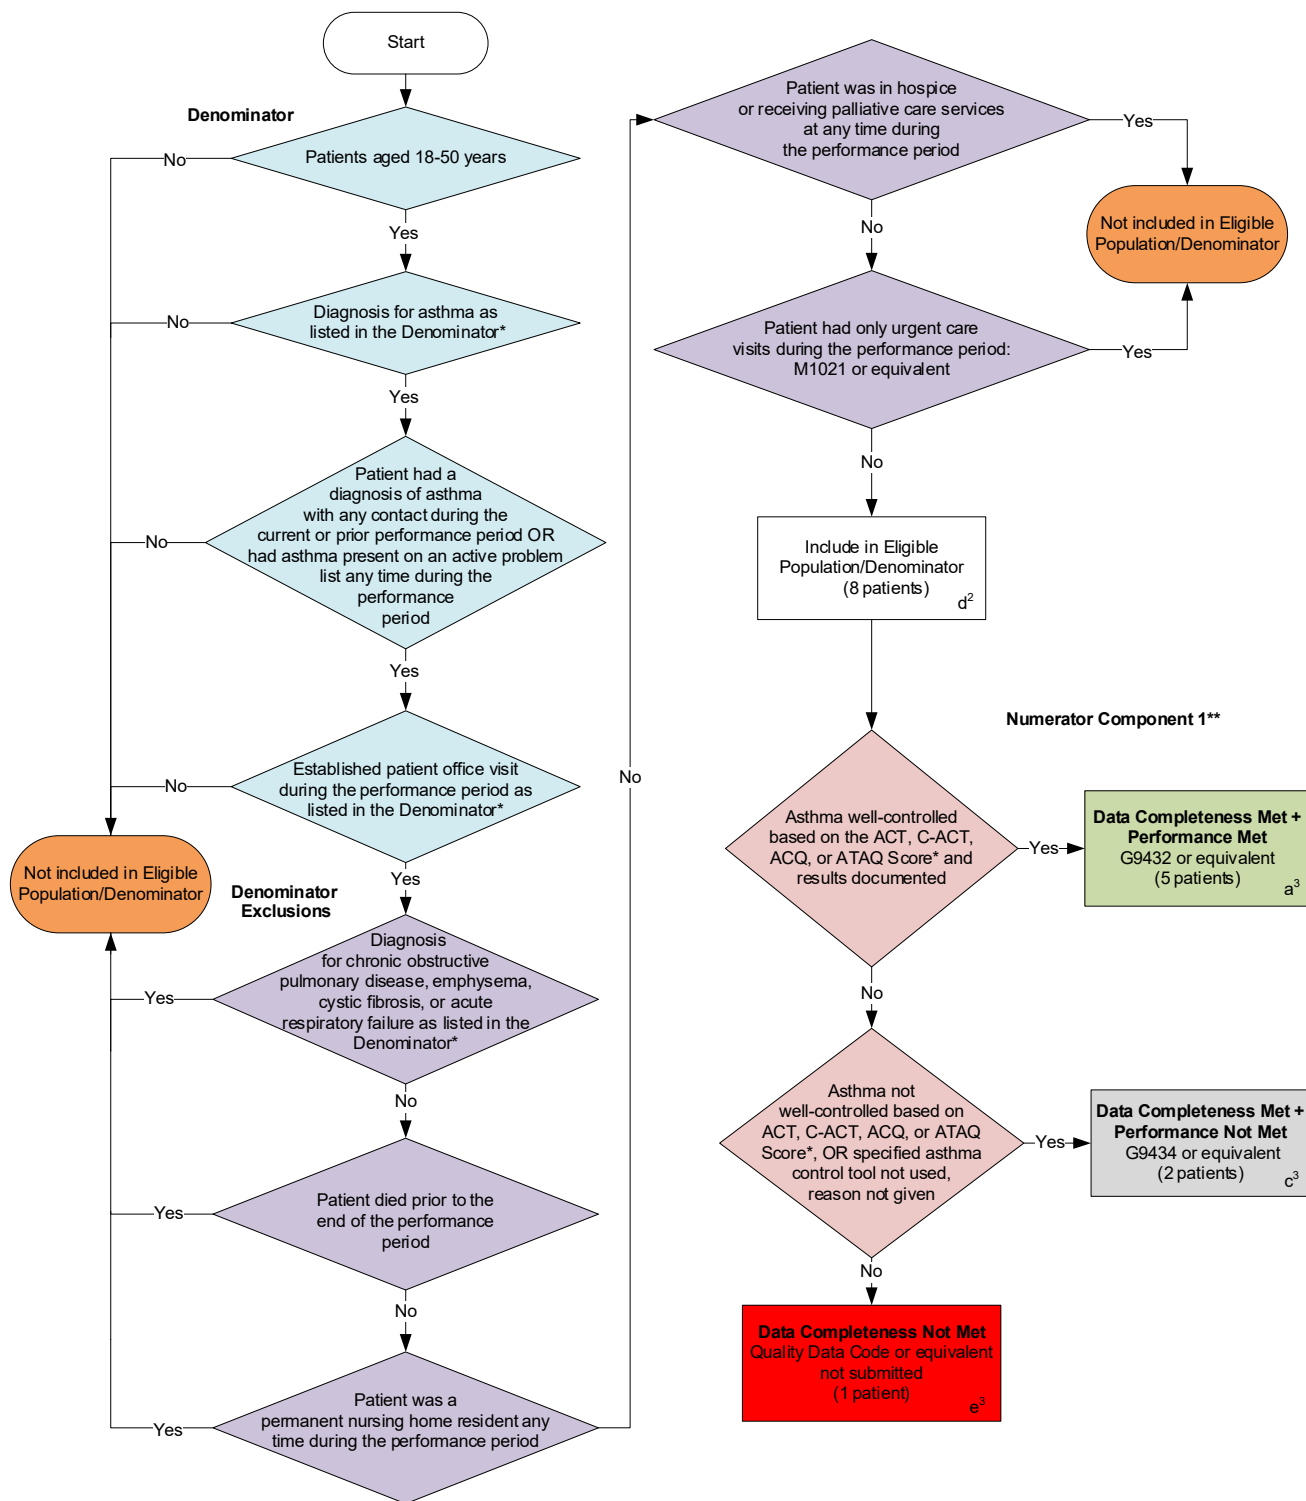 Start
Denominator
Patients aged 18-50 years
No
Yes
Diagnosis for asthma as
listed in the Denominator*
No
Yes
Patient had a
diagnosis of asthma
with any contact during the
current or prior performance period OR
had asthma present on an active problem
list any time during the
performance
period
No
Yes
Established patient office visit
during the performance period as
listed in the Denominator*
No
Yes
Not included in Eligible
Population/Denominator
Denominator
Exclusions
Diagnosis
for chronic obstructive
pulmonary disease, emphysema,
cystic fibrosis, or acute
respiratory failure as listed in the
Denominator*
Yes
No
Patient died prior to the
end of the performance
period
Yes
No
Patient was a
permanent nursing home resident any
time during the performance period
Yes
No
Patient was in hospice
or receiving palliative care services
at any time during
the performance period
Yes
No
Not included in Eligible
Population/Denominator
Patient had only urgent care
visits during the performance period:
M1021 or equivalent
Yes
No
Include in Eligible
Population/Denominator
(8 patients)
d²
Numerator Component 1**
Asthma well-controlled
based on the ACT, C-ACT,
ACQ, or ATAQ Score* and
results documented
Yes
Data Completeness Met +
Performance Met
G9432 or equivalent
(5 patients)
a³
No
Asthma not
well-controlled based on
ACT, C-ACT, ACQ, or ATAQ
Score*, OR specified asthma
control tool not used,
reason not given
Yes
Data Completeness Met +
Performance Not Met
G9434 or equivalent
(2 patients)
c³
No
Data Completeness Not Met
Quality Data Code or equivalent
not submitted
(1 patient)
e³